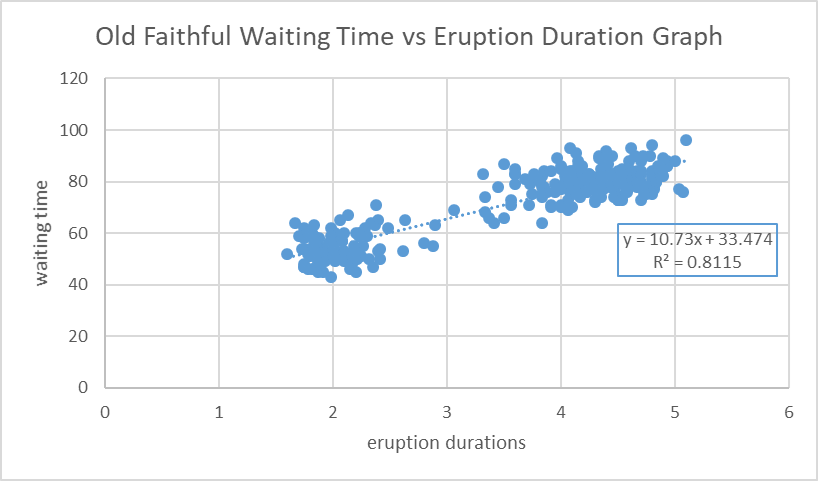 Old Faithful Waiting Time vs Eruption Duration Graph
120
100
80
60
40
20
0
waiting time
y = 10.73x + 33.474
R² = 0.8115
0 1 2 3 4 5 6
eruption durations